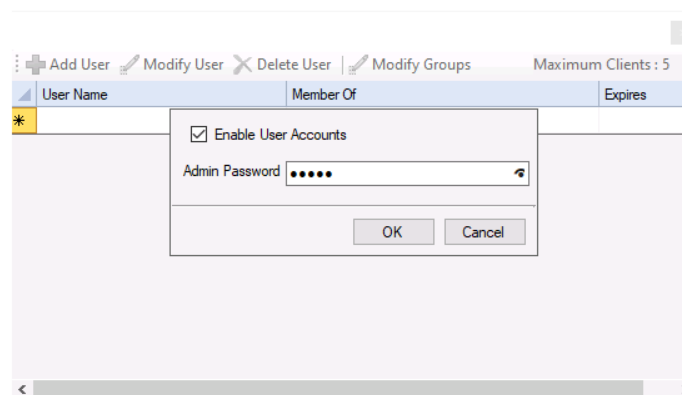 Add User Modify User Delete User Modify Groups Maximum Clients : 5
User Name Member Of Expires
Enable User Accounts
Admin Password •••••
OK Cancel